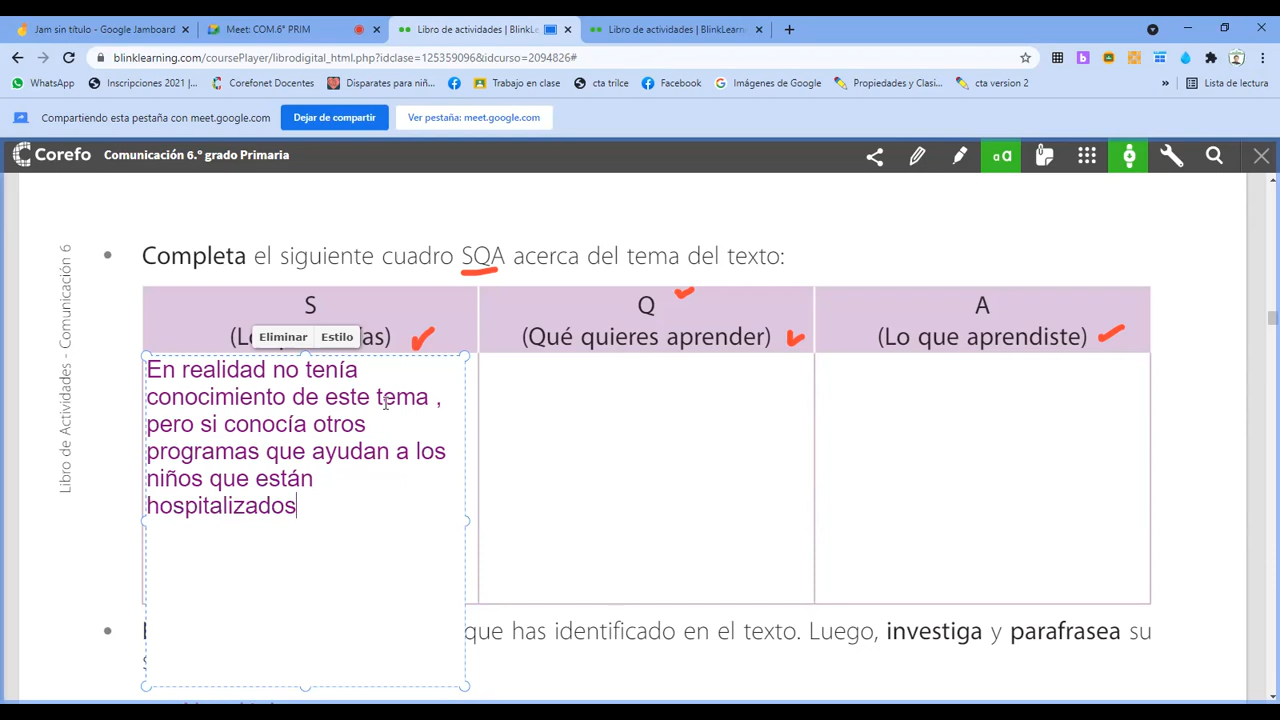 Jam sin título - Google Jamboard
Meet: COM.6° PRIM
Libro de actividades | BlinkLe
Libro de actividades | BlinkLearn
blinklearning.com/coursePlayer/librodigital_html.php?idclase=125359096&idcurso=2094826#
WhatsApp
Inscripciones 2021 |...
Corefonet Docentes
Disparates para niñ...
Trabajo en clase
cta trilce
Facebook
Imágenes de Google
Propiedades y Clasi...
cta version 2
»
Lista de lectura
Compartiendo esta pestaña con meet.google.com
Dejar de compartir
Ver pestaña: meet.google.com
Corefo
Comunicación 6.º grado Primaria
Libro de Actividades - Comunicación 6
• Completa el siguiente cuadro SQA acerca del tema del texto:
S
Eliminar Estilo
Q
(Qué quieres aprender)
A
(Lo que aprendiste)
En realidad no tenía
conocimiento de este tema ,
pero si conocía otros
programas que ayudan a los
niños que están
hospitalizados
que has identificado en el texto. Luego, investiga y parafrasea su